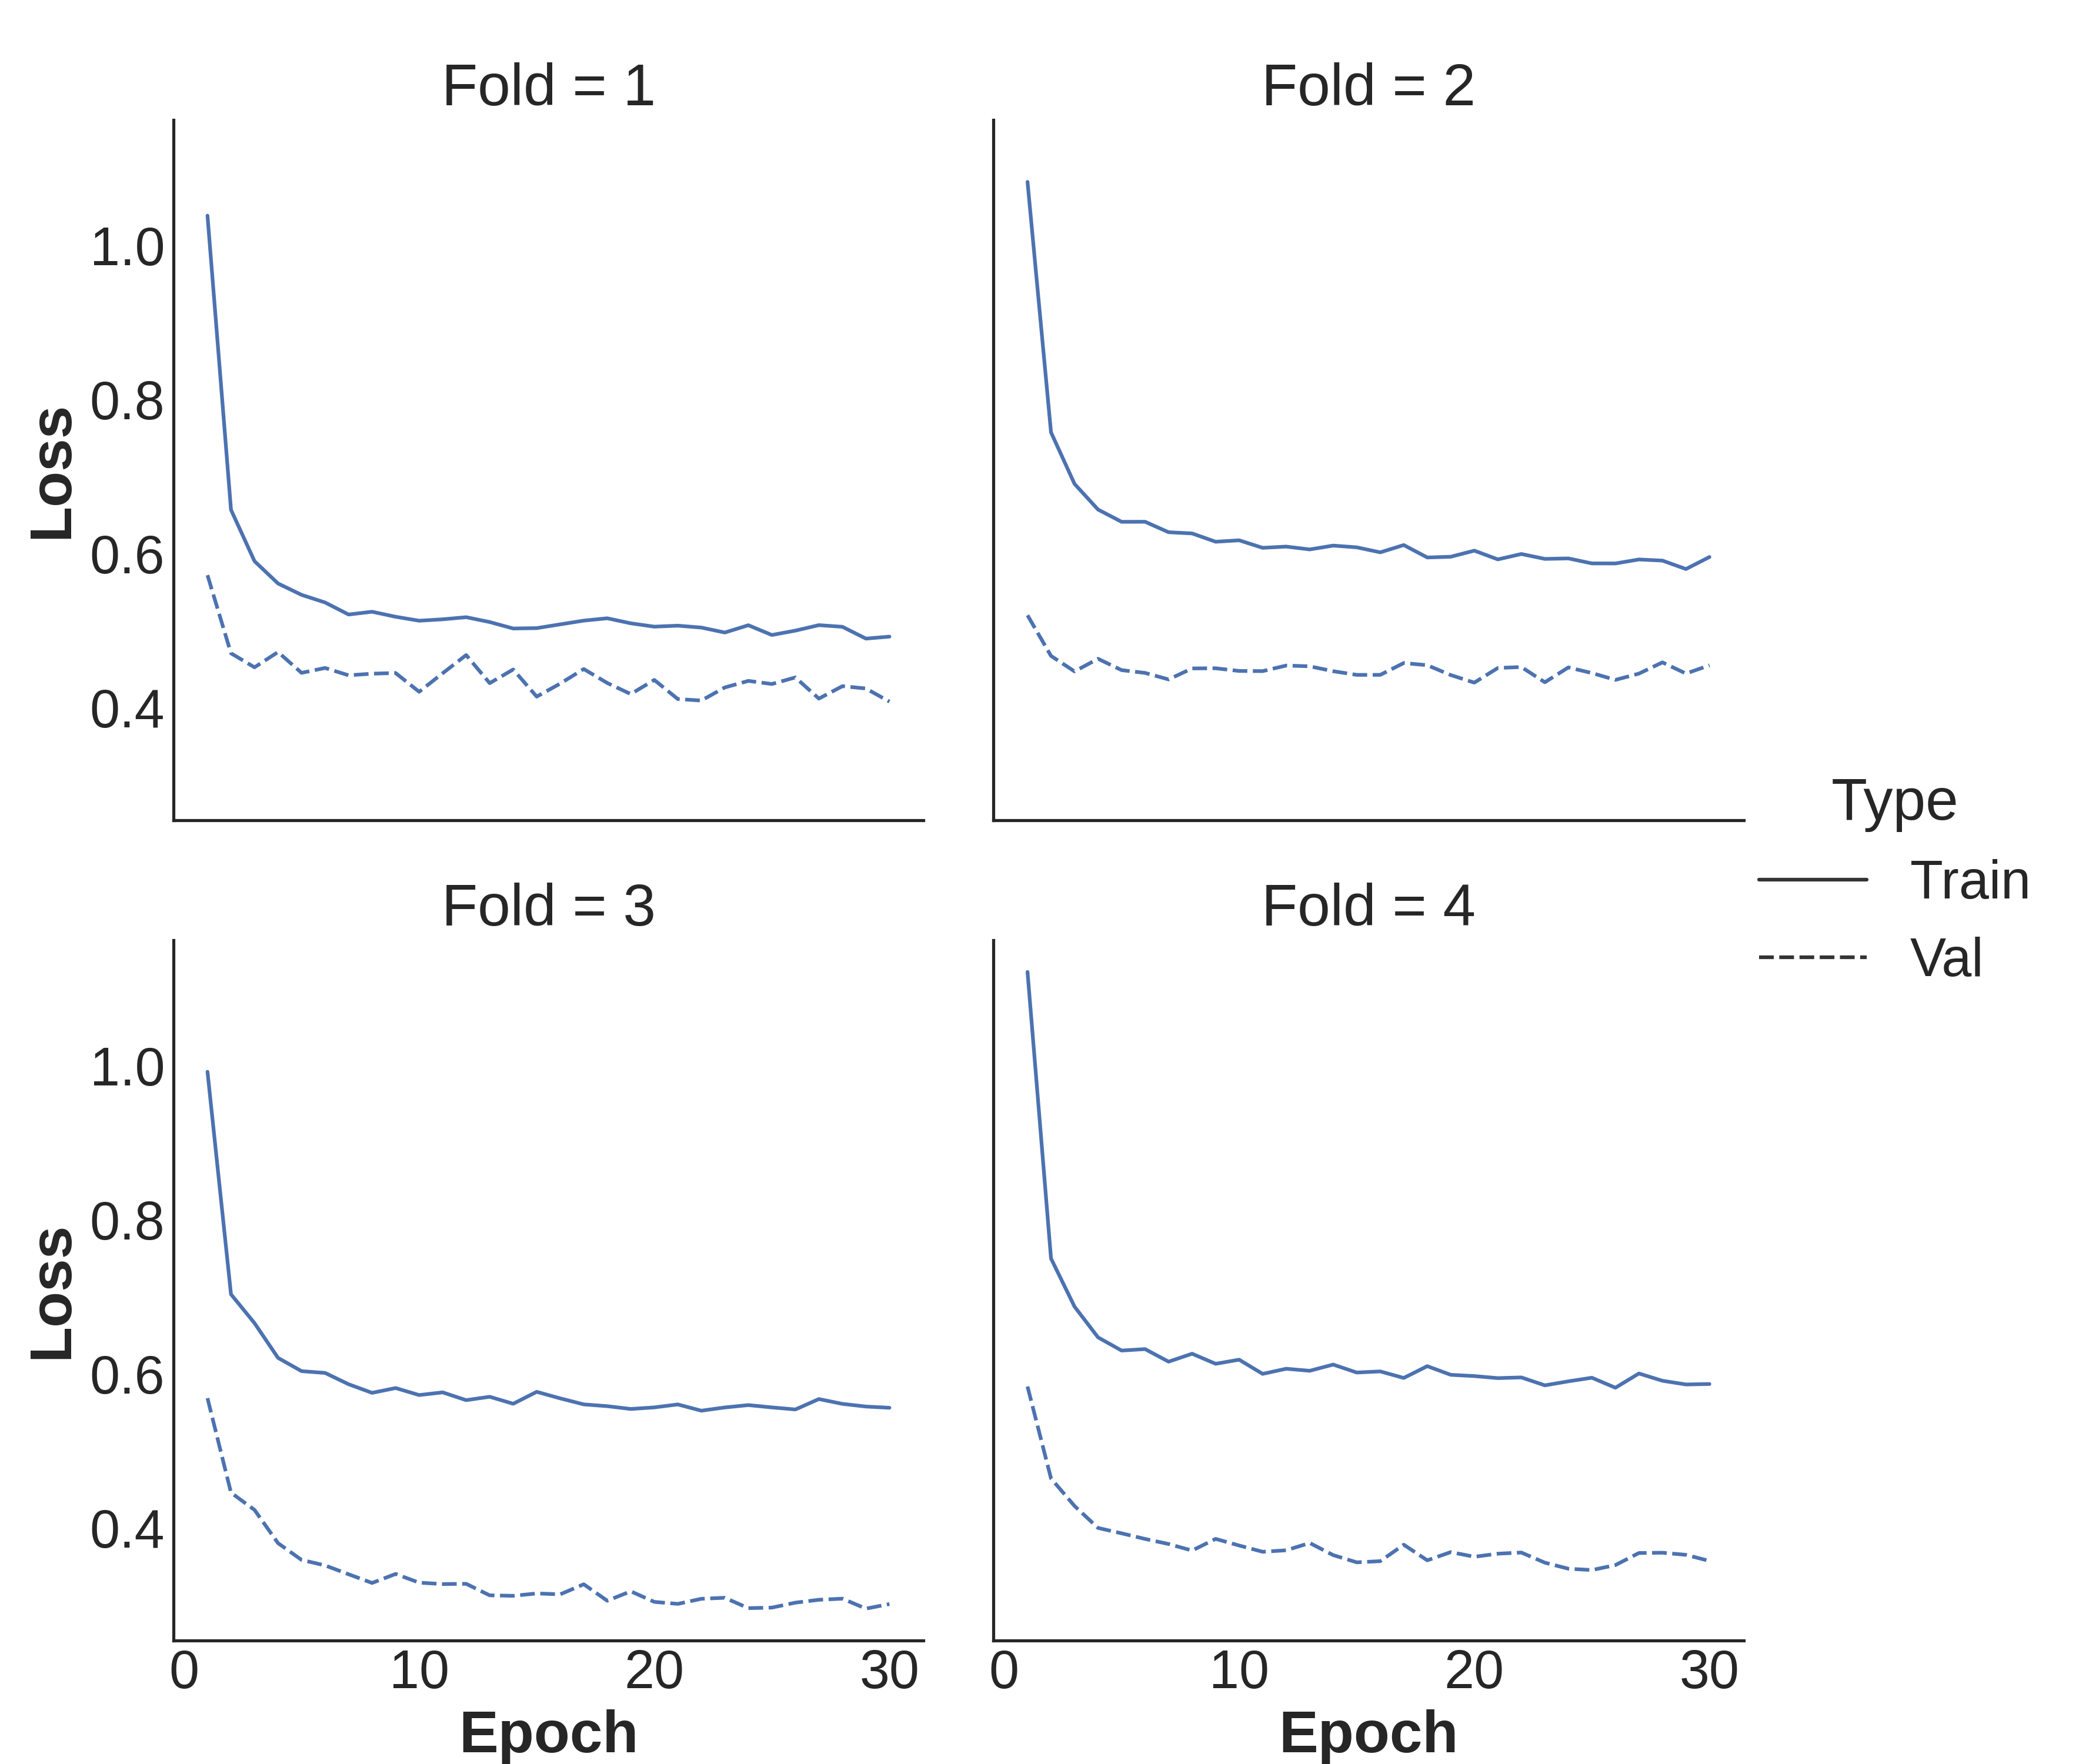 Fold = 1
Fold = 2
Loss
1.0
0.8
0.6
0.4
Type
Train
Val
Fold = 3
Fold = 4
Loss
1.0
0.8
0.6
0.4
0 10 20 30
0 10 20 30
Epoch
Epoch